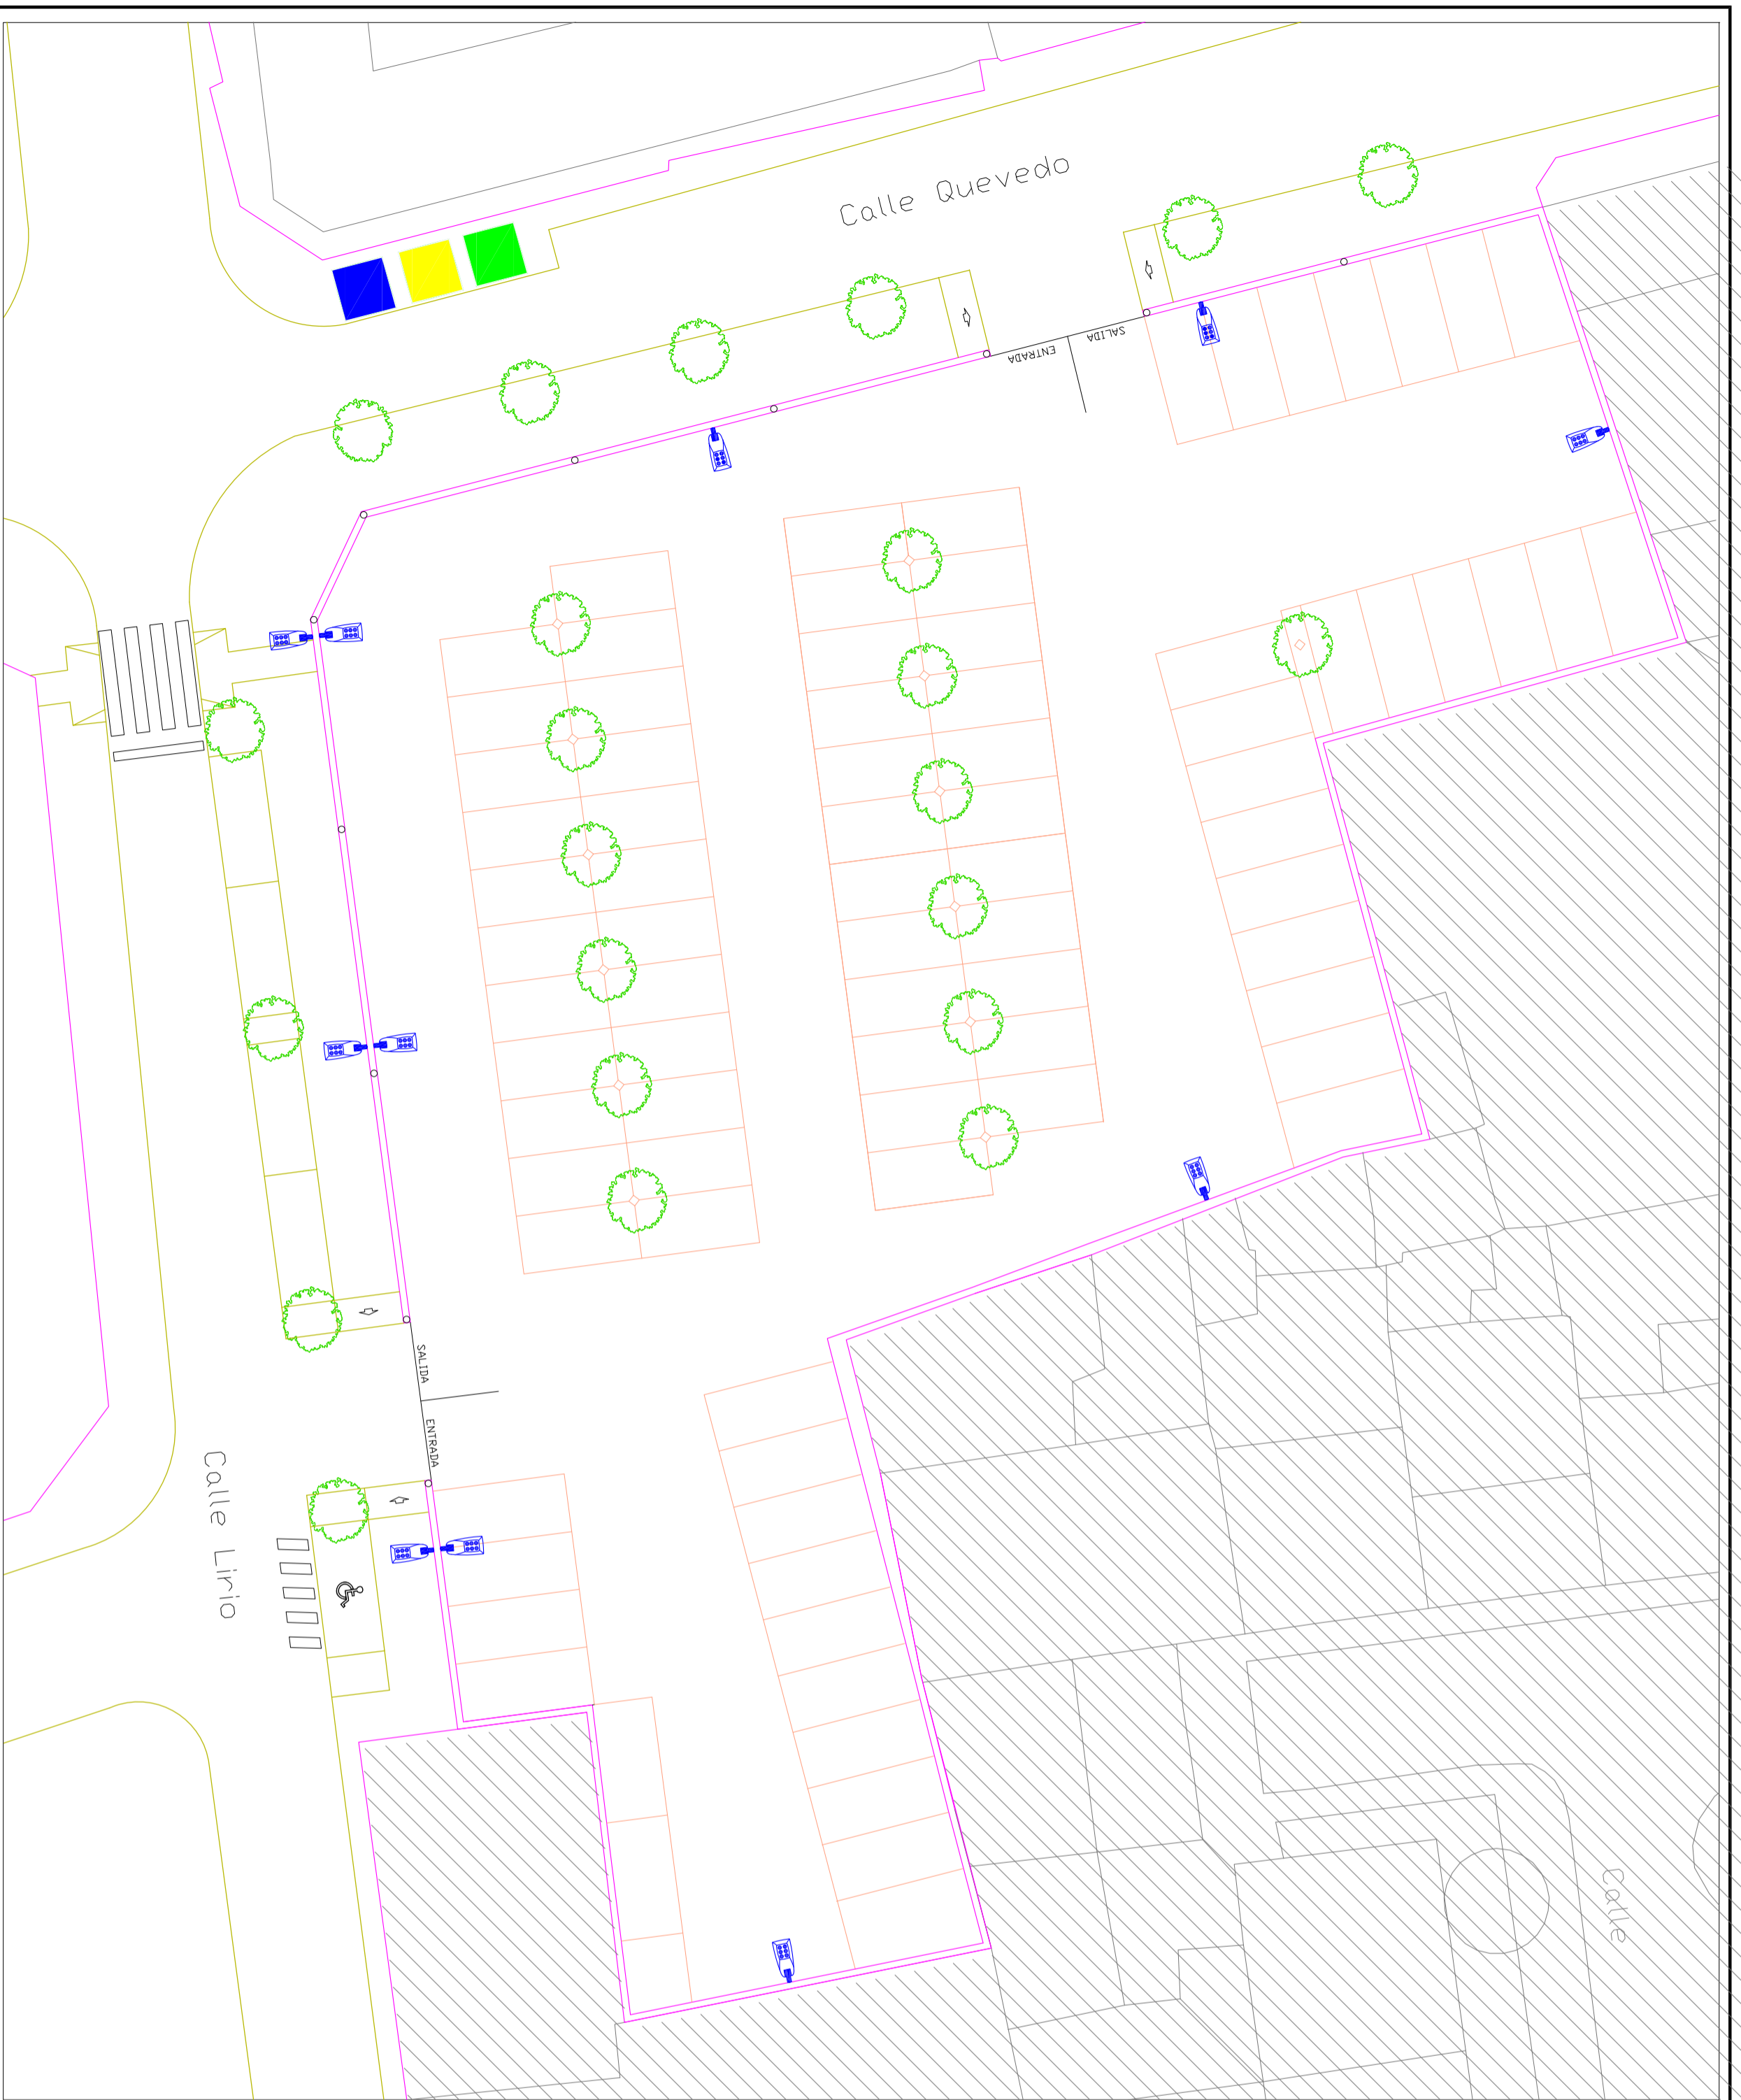 Calle Quevedo
SALIDA
ENTRADA
SALIDA
ENTRADA
Calle Lirio
Calle